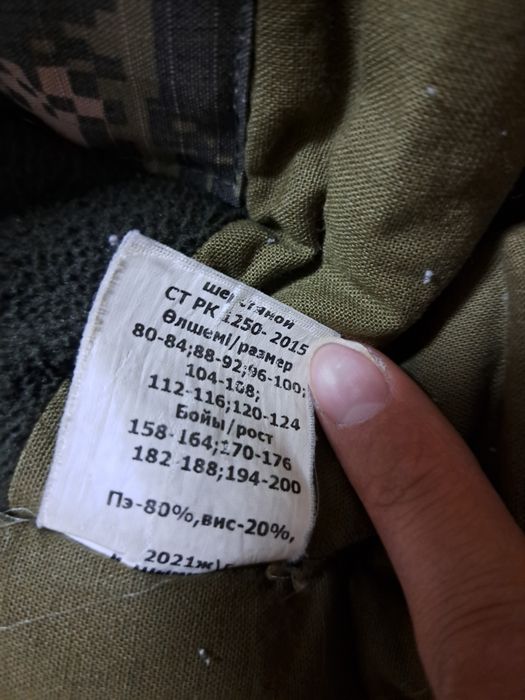 шерстяной
СТ РК 1250- 2015
Өлшемі/размер
80-84;88-92;96-100;
104-108;
112-116;120-124
Бойы/рост
158-164;170-176
182-188;194-200
Пэ-80%,вис-20%,
2021ж\